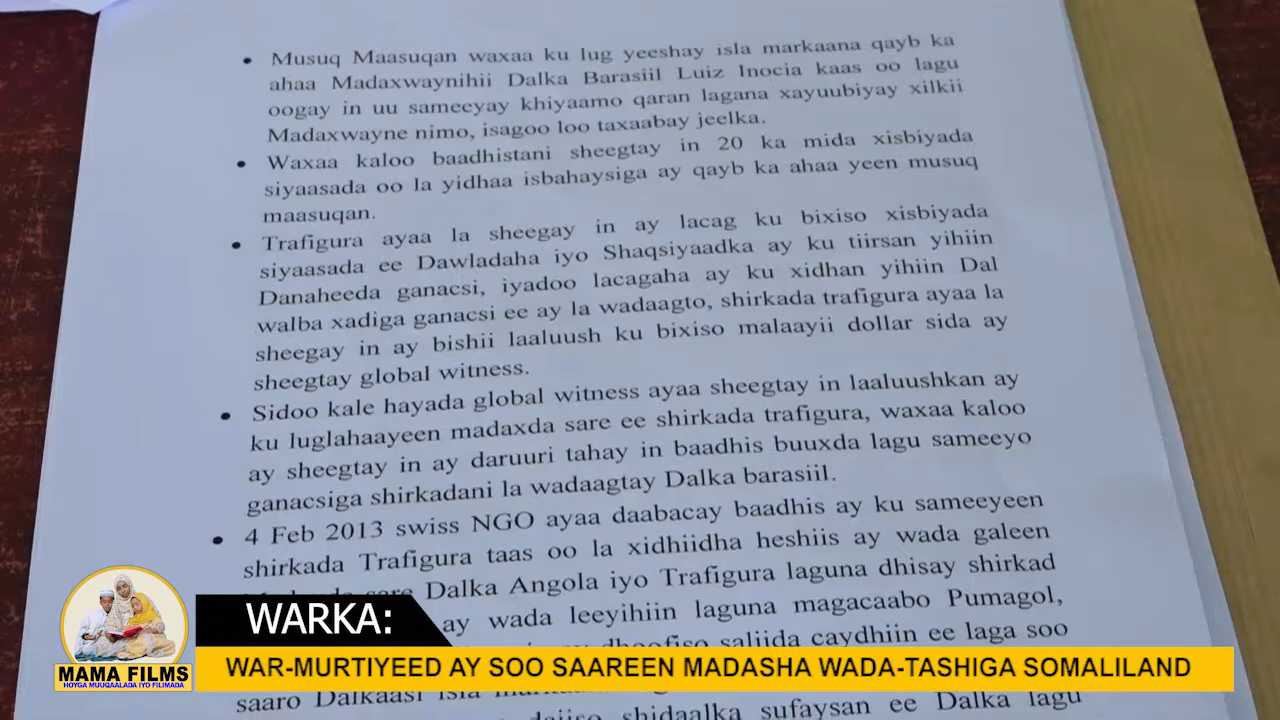 • Musuq Maasuqan waxaa ku lug yeeshay isla markaana qayb ka
ahaa Madaxwaynihii Dalka Barasiil Luiz Inocia kaas oo lagu
oogay in uu sameeyay khiyaamo qaran lagana xayuubiyay xilkii
Madaxwayne nimo, isagoo loo taxaabay jeelka.
• Waxaa kaloo baadhistani sheegtay in 20 ka mida xisbiyada
siyaasada oo la yidhaa isbahaysiga ay qayb ka ahaa yeen musuq
maasuqan.
• Trafigura ayaa la sheegay in ay lacag ku bixiso xisbiyada
siyaasada ee Dawladaha iyo Shaqsiyaadka ay ku tiirsan yihiin
Danaheeda ganacsi, iyadoo lacagaha ay ku xidhan yihiin Dal
walba xadiga ganacsi ee ay la wadaagto, shirkada trafigura ayaa la
sheegay in ay bishii laaluush ku bixiso malaayii dollar sida ay
sheegtay global witness.
• Sidoo kale hayada global witness ayaa sheegtay in laaluushkan ay
ku luglahaayeen madaxda sare ee shirkada trafigura, waxaa kaloo
ay sheegtay in ay daruuri tahay in baadhis buuxda lagu sameeyo
ganacsiga shirkadani la wadaagtay Dalka barasiil.
• 4 Feb 2013 swiss NGO ayaa daabacay baadhis ay ku sameeyeen
shirkada Trafigura taas oo la xidhiidha heshiis ay wada galeen
sare Dalka Angola iyo Trafigura laguna dhisay shirkad
ay wada leeyihiin laguna magacaabo Pumagol,
dhoofiso saliida caydhiin ee laga soo
saaro Dalkaasi isla
shidaalka sufaysan ee Dalka lagu
WARKA:
WAR-MURTIYEED AY SOO SAAREEN MADASHA WADA-TASHIGA SOMALILAND
MAMA FILMS
HOYGA MUUQAALADA IYO FILIMADA